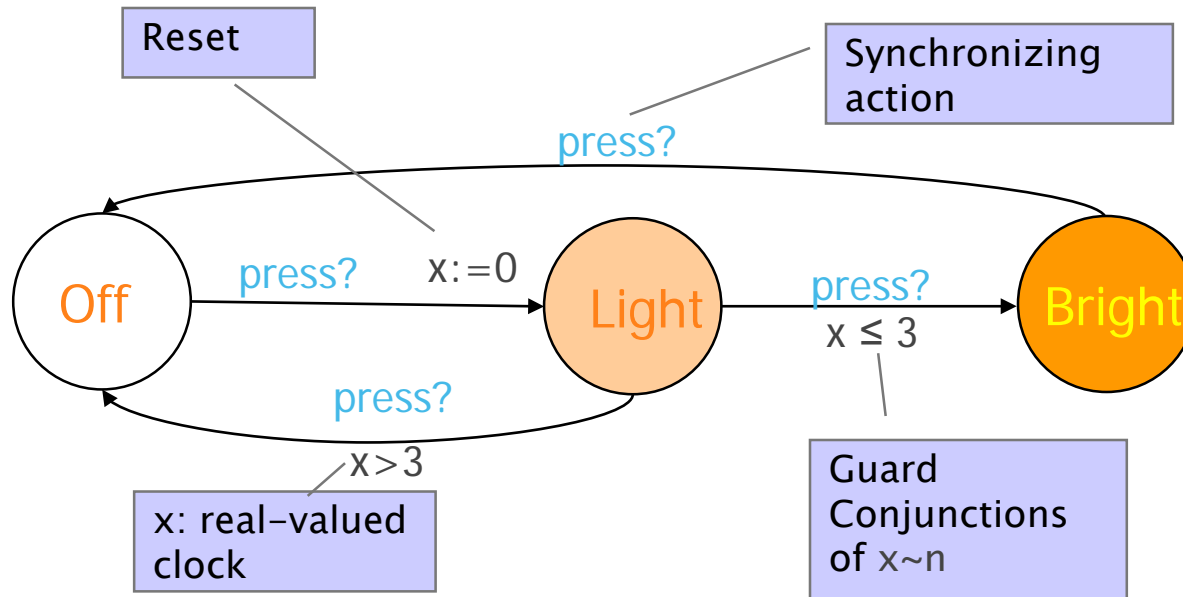 Reset
Synchronizing
action
press?
press?
x:=0
Off
Light
press?
x ≤ 3
Bright
press?
x>3
x: real-valued
clock
Guard
Conjunctions
of x~n